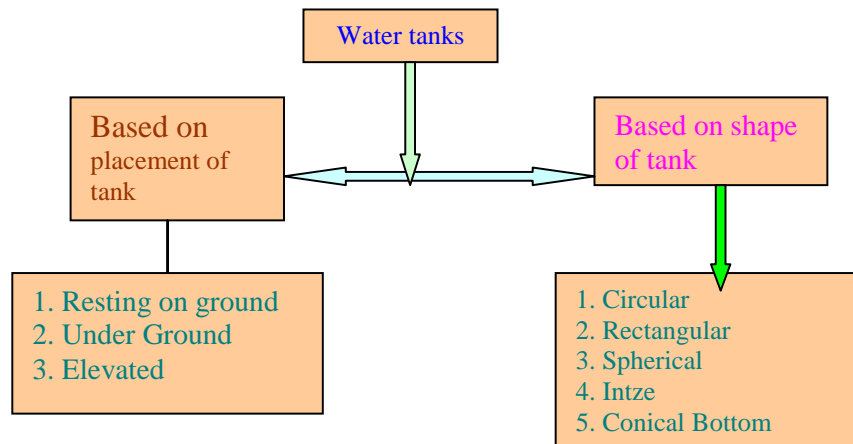 Water tanks
Based on
placement of
tank
Based on shape
of tank
1. Resting on ground
2. Under Ground
3. Elevated
1. Circular
2. Rectangular
3. Spherical
4. Intze
5. Conical Bottom